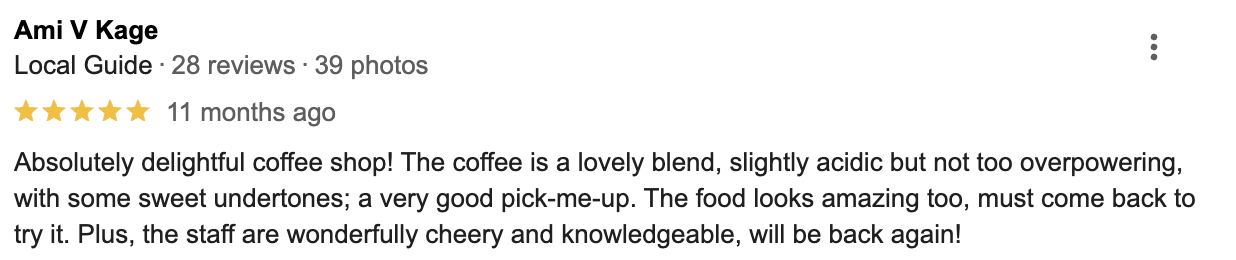 Ami V Kage
Local Guide · 28 reviews · 39 photos
11 months ago
Absolutely delightful coffee shop! The coffee is a lovely blend, slightly acidic but not too overpowering,
with some sweet undertones; a very good pick-me-up. The food looks amazing too, must come back to
try it. Plus, the staff are wonderfully cheery and knowledgeable, will be back again!